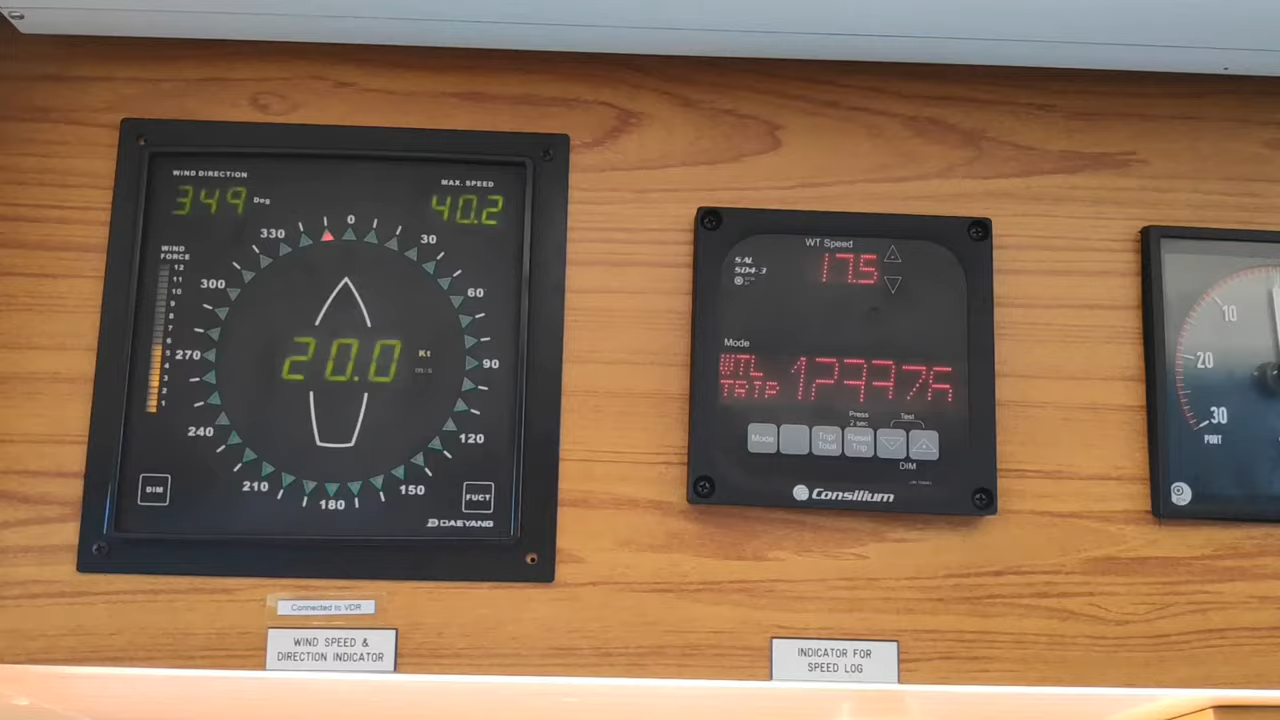 WIND DIRECTION
349 Deg
MAX. SPEED
40.2
WIND
FORCE
12
11
10
9
8
7
6
5
4
3
2
1
0
30
60
90
120
150
180
210
240
270
300
330
20.0
Kt
m/s
DIM
FUCT
DAEYANG
Connected to VDR
WIND SPEED &
DIRECTION INDICATOR
WT Speed
SAL
SD4-3
17.5
Mode
WTL
TRIP
Press
2 sec
Test
Mode
Trip/
Total
Reset
Trip
DIM
Consilium
INDICATOR FOR
SPEED LOG
10
20
30
PORT